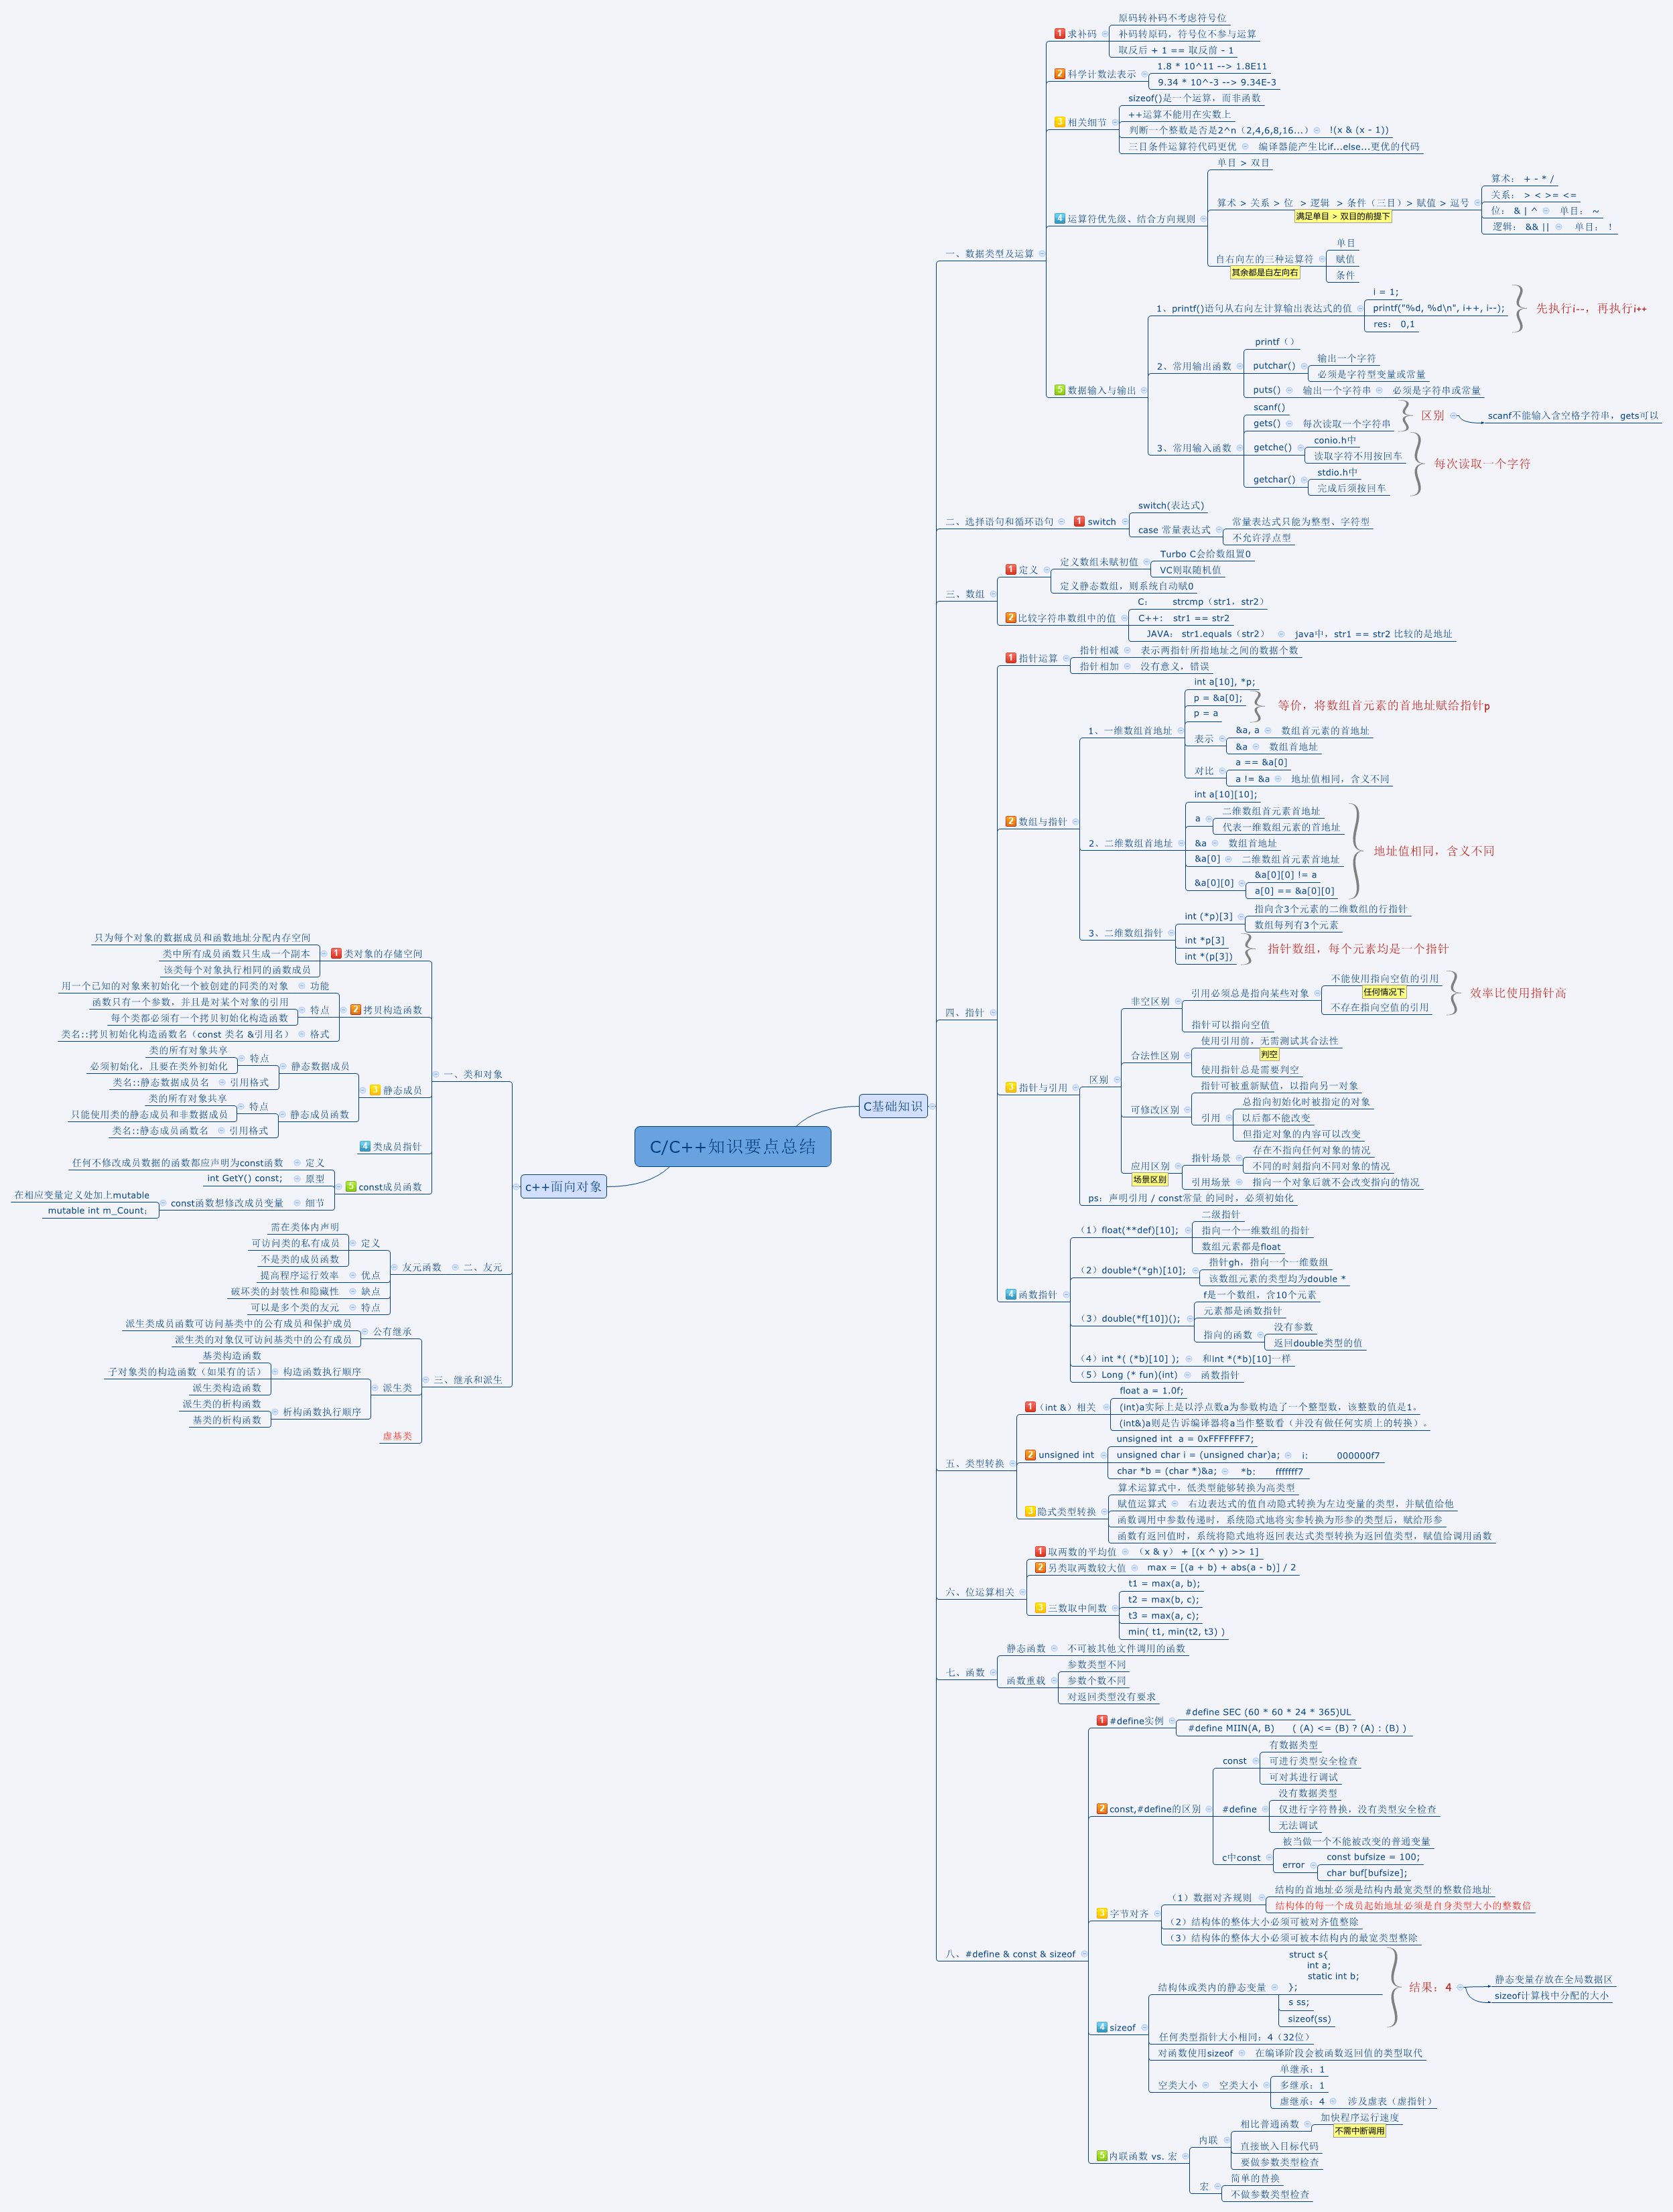 C/C++知识要点总结
C基础知识
一、数据类型及运算
1 求补码
原码转补码不考虑符号位
补码转原码，符号位不参与运算
取反后 + 1 == 取反前 - 1
2 科学计数法表示
1.8 * 10^11 --> 1.8E11
9.34 * 10^-3 --> 9.34E-3
3 相关细节
sizeof()是一个运算，而非函数
++运算不能用在实数上
判断一个整数是否是2^n（2,4,6,8,16...）
!(x & (x - 1))
三目条件运算符代码更优
编译器能产生比if...else...更优的代码
4 运算符优先级、结合方向规则
单目 > 双目
算术 > 关系 > 位 > 逻辑 > 条件（三目）> 赋值 > 逗号
满足单目 > 双目的前提下
算术： + - * /
关系： > < >= <=
位： & | ^
单目： ~
逻辑： && ||
单目： !
自右向左的三种运算符
其余都是自左向右
单目
赋值
条件
5 数据输入与输出
1、printf()语句从右向左计算输出表达式的值
i = 1;
printf("%d, %d\n", i++, i--);
res： 0,1
先执行i--，再执行i++
2、常用输出函数
printf（）
putchar()
输出一个字符
必须是字符型变量或常量
puts()
输出一个字符串
必须是字符串或常量
3、常用输入函数
scanf()
gets()
每次读取一个字符串
区别
scanf不能输入含空格字符串，gets可以
getche()
conio.h中
读取字符不用按回车
getchar()
stdio.h中
完成后须按回车
每次读取一个字符
二、选择语句和循环语句
1 switch
switch(表达式)
case 常量表达式
常量表达式只能为整型、字符型
不允许浮点型
三、数组
1 定义
定义数组未赋初值
Turbo C会给数组置0
VC则取随机值
定义静态数组，则系统自动赋0
2 比较字符串数组中的值
C： strcmp（str1，str2）
C++： str1 == str2
JAVA： str1.equals（str2）
java中，str1 == str2 比较的是地址
四、指针
1 指针运算
指针相减
表示两指针所指地址之间的数据个数
指针相加
没有意义，错误
2 数组与指针
1、一维数组首地址
int a[10], *p;
p = &a[0];
p = a
等价，将数组首元素的首地址赋给指针p
表示
&a, a
数组首元素的首地址
&a
数组首地址
对比
a == &a[0]
a != &a
地址值相同，含义不同
2、二维数组首地址
int a[10][10];
a
二维数组首元素首地址
代表一维数组元素的首地址
&a
数组首地址
&a[0]
二维数组首元素首地址
&a[0][0]
&a[0][0] != a
a[0] == &a[0][0]
地址值相同，含义不同
3、二维数组指针
int (*p)[3]
指向含3个元素的二维数组的行指针
数组每列有3个元素
int *p[3]
int *(p[3])
指针数组，每个元素均是一个指针
3 指针与引用
区别
非空区别
引用必须总是指向某些对象
不能使用指向空值的引用
任何情况下
不存在指向空值的引用
效率比使用指针高
指针可以指向空值
合法性区别
使用引用前，无需测试其合法性
判空
使用指针总是需要判空
可修改区别
指针可被重新赋值，以指向另一对象
引用
总指向初始化时被指定的对象
以后都不能改变
但指定对象的内容可以改变
应用区别
场景区别
指针场景
存在不指向任何对象的情况
不同的时刻指向不同对象的情况
引用场景
指向一个对象后就不会改变指向的情况
ps：声明引用 / const常量 的同时，必须初始化
4 函数指针
（1）float(**def)[10];
二级指针
指向一个一维数组的指针
数组元素都是float
（2）double*(*gh)[10];
指针gh，指向一个一维数组
该数组元素的类型均为double *
（3）double(*f[10])();
f是一个数组，含10个元素
元素都是函数指针
指向的函数
没有参数
返回double类型的值
（4）int *( (*b)[10] );
和int *(*b)[10]一样
（5）Long (* fun)(int)
函数指针
五、类型转换
1 （int &）相关
float a = 1.0f;
(int)a实际上是以浮点数a为参数构造了一个整型数，该整数的值是1。
(int&)a则是告诉编译器将a当作整数看（并没有做任何实质上的转换）。
2 unsigned int
unsigned int a = 0xFFFFFFF7;
unsigned char i = (unsigned char)a;
i: 000000f7
char *b = (char *)&a;
*b: fffffff7
3 隐式类型转换
算术运算式中，低类型能够转换为高类型
赋值运算式
右边表达式的值自动隐式转换为左边变量的类型，并赋值给他
函数调用中参数传递时，系统隐式地将实参转换为形参的类型后，赋给形参
函数有返回值时，系统将隐式地将返回表达式类型转换为返回值类型，赋值给调用函数
六、位运算相关
1 取两数的平均值
（x & y） + [(x ^ y) >> 1]
2 另类取两数较大值
max = [(a + b) + abs(a - b)] / 2
3 三数取中间数
t1 = max(a, b);
t2 = max(b, c);
t3 = max(a, c);
min( t1, min(t2, t3) )
七、函数
静态函数
不可被其他文件调用的函数
函数重载
参数类型不同
参数个数不同
对返回类型没有要求
八、#define & const & sizeof
1 #define实例
#define SEC (60 * 60 * 24 * 365)UL
#define MIIN(A, B) ( (A) <= (B) ? (A) : (B) )
2 const,#define的区别
const
有数据类型
可进行类型安全检查
可对其进行调试
#define
没有数据类型
仅进行字符替换，没有类型安全检查
无法调试
c中const
被当做一个不能被改变的普通变量
error
const bufsize = 100;
char buf[bufsize];
3 字节对齐
（1）数据对齐规则
结构的首地址必须是结构内最宽类型的整数倍地址
结构体的每一个成员起始地址必须是自身类型大小的整数倍
（2）结构体的整体大小必须可被对齐值整除
（3）结构体的整体大小必须可被本结构内的最宽类型整除
4 sizeof
结构体或类内的静态变量
struct s{
int a;
static int b;
};
s ss;
sizeof(ss)
结果：4
静态变量存放在全局数据区
sizeof计算栈中分配的大小
任何类型指针大小相同：4（32位）
对函数使用sizeof
在编译阶段会被函数返回值的类型取代
空类大小
空类大小
单继承：1
多继承：1
虚继承：4
涉及虚表（虚指针）
5 内联函数 vs. 宏
内联
相比普通函数
加快程序运行速度
不需中断调用
直接嵌入目标代码
要做参数类型检查
宏
简单的替换
不做参数类型检查
c++面向对象
一、类和对象
1 类对象的存储空间
只为每个对象的数据成员和函数地址分配内存空间
类中所有成员函数只生成一个副本
该类每个对象执行相同的函数成员
2 拷贝构造函数
功能
用一个已知的对象来初始化一个被创建的同类的对象
特点
函数只有一个参数，并且是对某个对象的引用
每个类都必须有一个拷贝初始化构造函数
格式
类名::拷贝初始化构造函数名（const 类名 &引用名）
3 静态成员
静态数据成员
特点
类的所有对象共享
必须初始化，且要在类外初始化
引用格式
类名::静态数据成员名
静态成员函数
特点
类的所有对象共享
只能使用类的静态成员和非数据成员
引用格式
类名::静态成员函数名
4 类成员指针
5 const成员函数
定义
任何不修改成员数据的函数都应声明为const函数
原型
int GetY() const;
细节
const函数想修改成员变量
在相应变量定义处加上mutable
mutable int m_Count；
二、友元
友元函数
定义
需在类体内声明
可访问类的私有成员
不是类的成员函数
优点
提高程序运行效率
缺点
破坏类的封装性和隐藏性
特点
可以是多个类的友元
三、继承和派生
公有继承
派生类成员函数可访问基类中的公有成员和保护成员
派生类的对象仅可访问基类中的公有成员
派生类
构造函数执行顺序
基类构造函数
子对象类的构造函数（如果有的话）
派生类构造函数
析构函数执行顺序
派生类的析构函数
基类的析构函数
虚基类